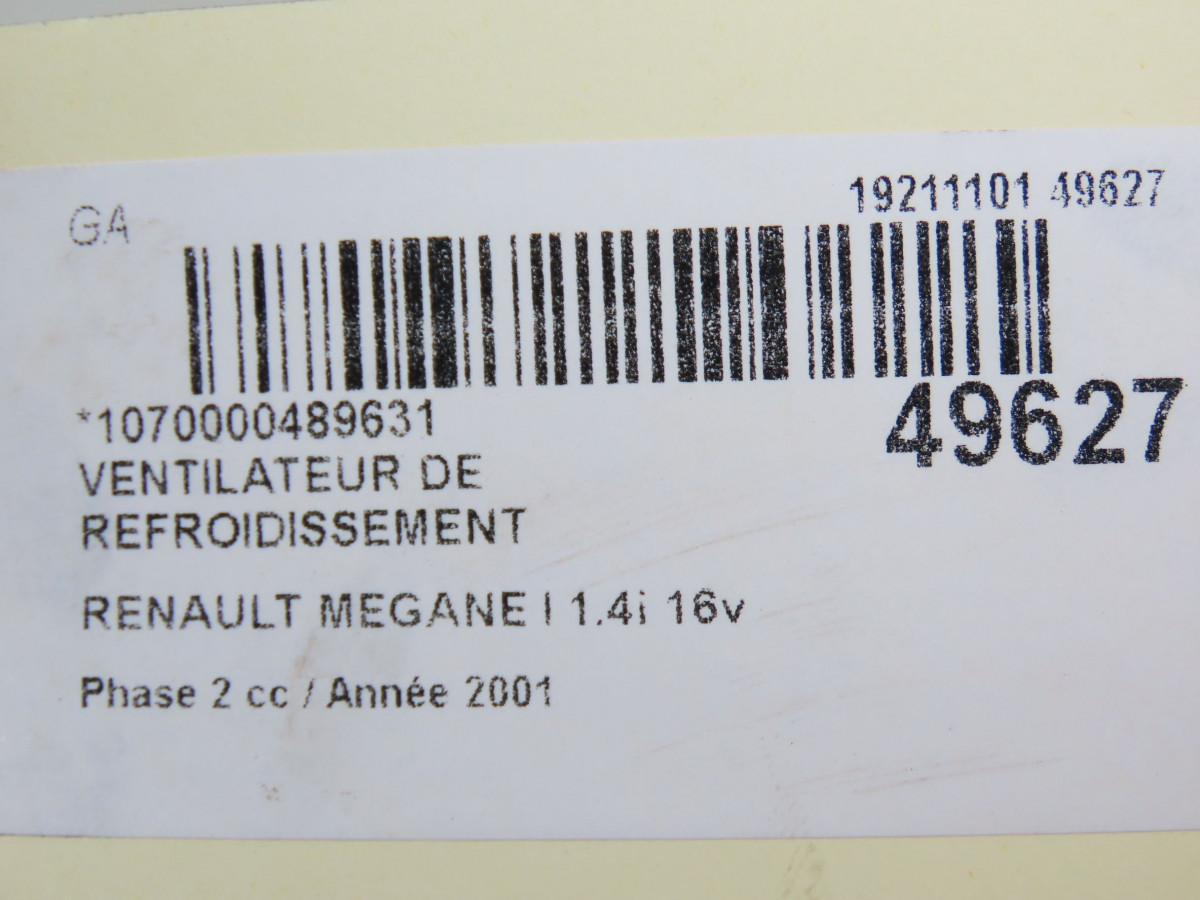 GA
19211101 49627
*1070000489631
49627
VENTILATEUR DE
REFROIDISSEMENT
RENAULT MEGANE I 1.4i 16v
Phase 2 cc / Année 2001